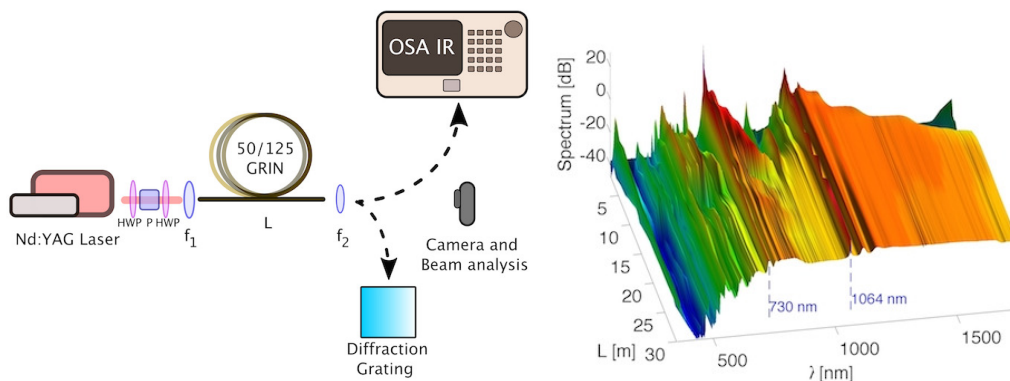 OSA IR
50/125
GRIN
HWP P HWP
Nd:YAG Laser
f1
L
f2
Camera and
Beam analysis
Diffraction
Grating
Spectrum [dB]
20
0
-20
-40
5
10
15
20
25
30
L [m]
730 nm
1064 nm
500
1000
1500
λ [nm]